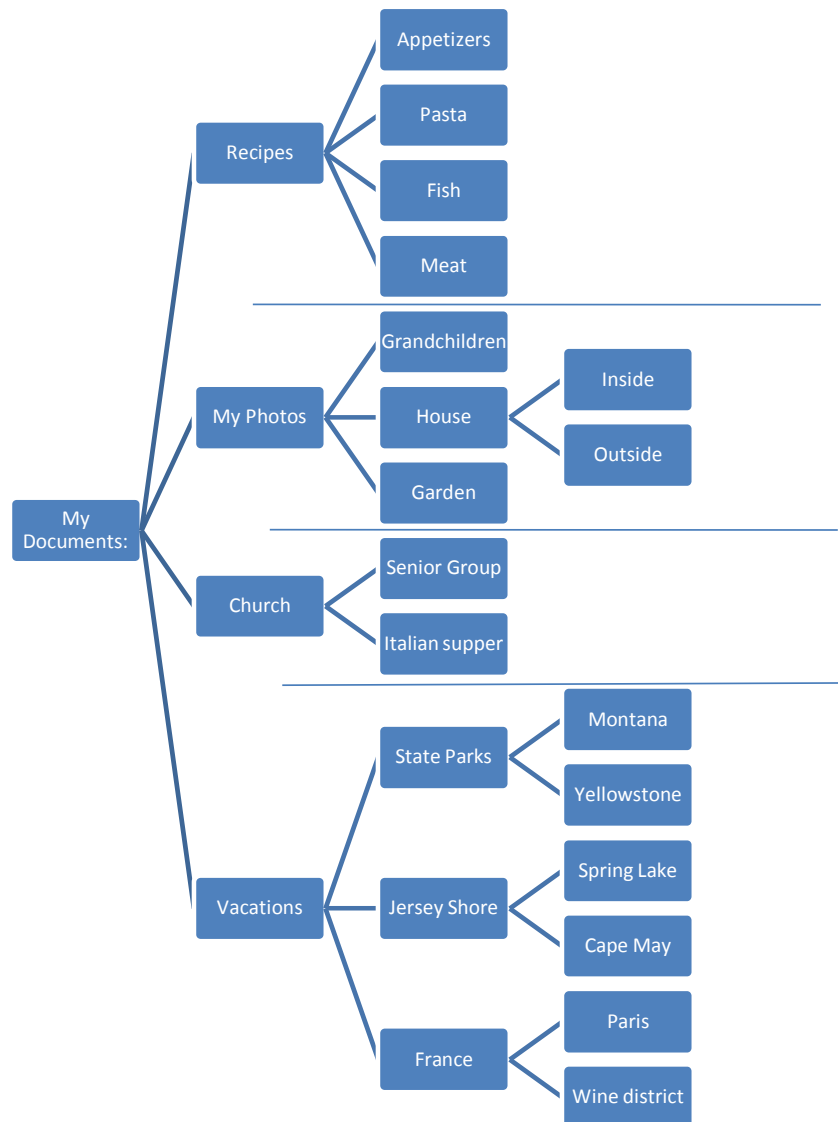 My
Documents:
Recipes
Appetizers
Pasta
Fish
Meat
My Photos
Grandchildren
House
Inside
Outside
Garden
Church
Senior Group
Italian supper
Vacations
State Parks
Montana
Yellowstone
Jersey Shore
Spring Lake
Cape May
France
Paris
Wine district